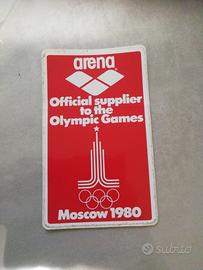 arena
Official supplier
to the
Olympic Games
Moscow 1980
subito